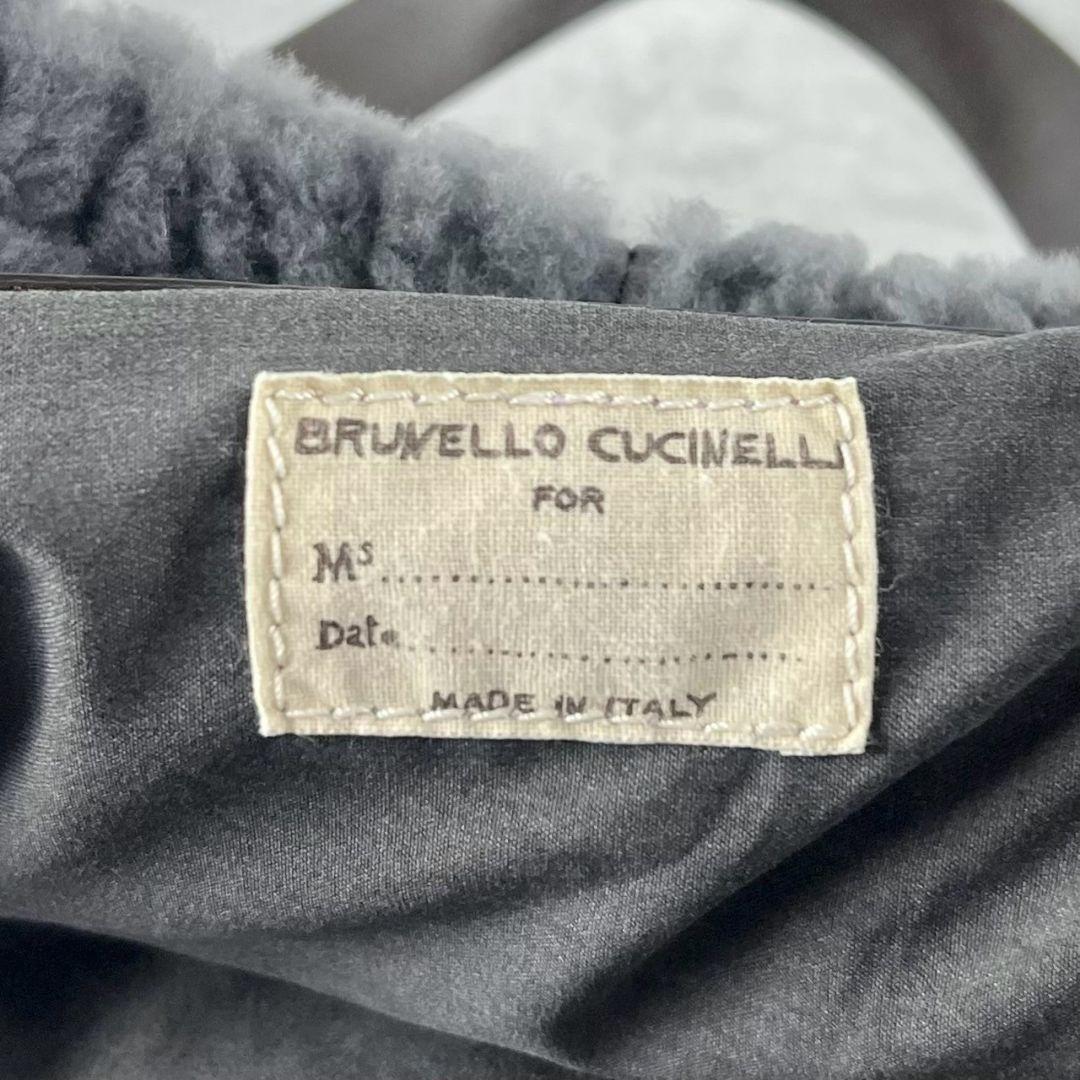 BRUNELLO CUCINELLI
FOR
Ms..............................
Date............................
MADE IN ITALY